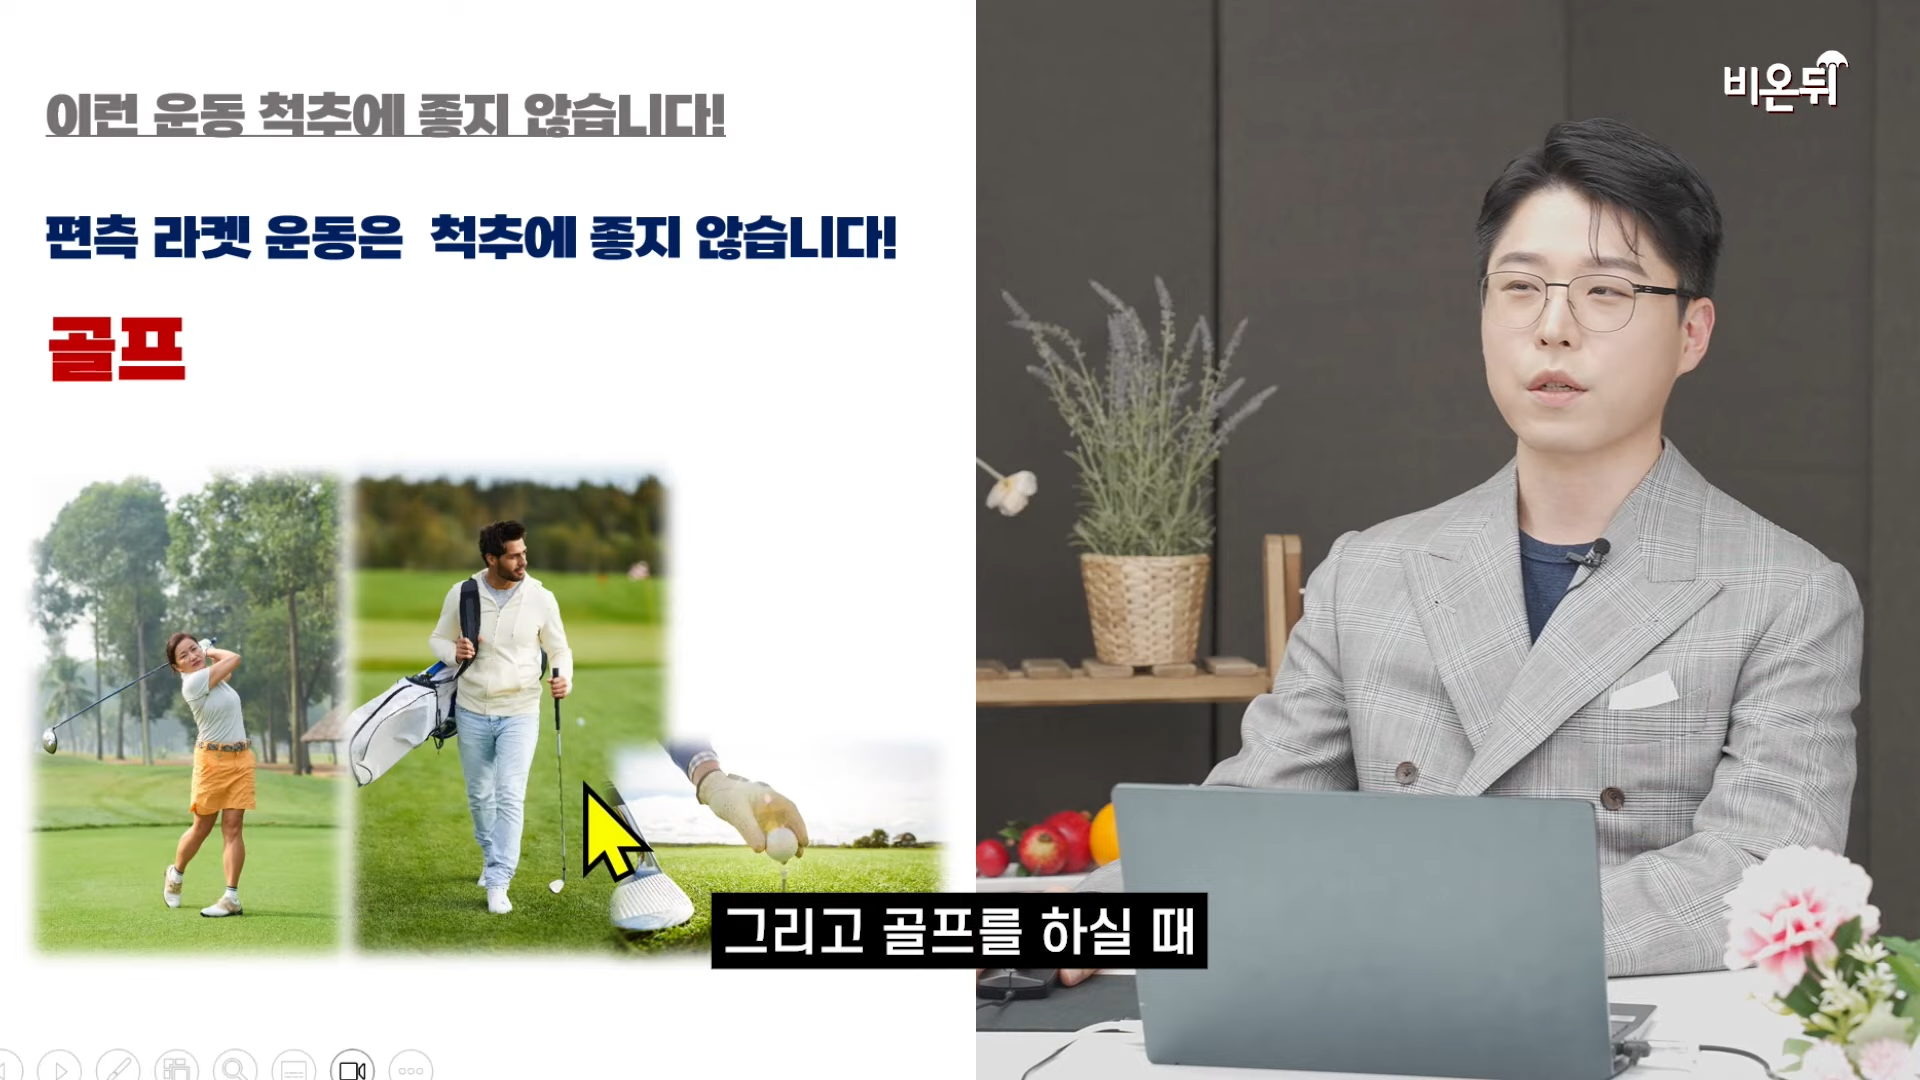 이런 운동 척추에 좋지 않습니다!
편측 라켓 운동은 척추에 좋지 않습니다!
골프
비온뒤
그리고 골프를 하실 때